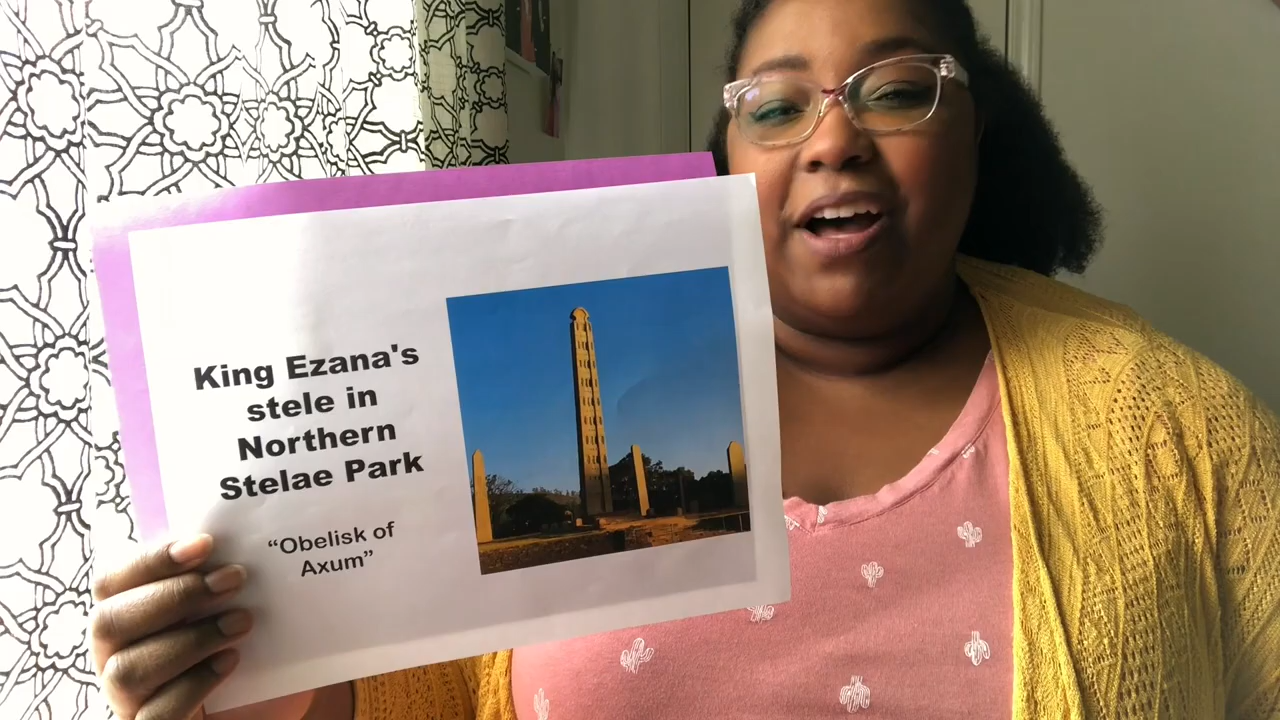 King Ezana's
stele in
Northern
Stelae Park
“Obelisk of
Axum”